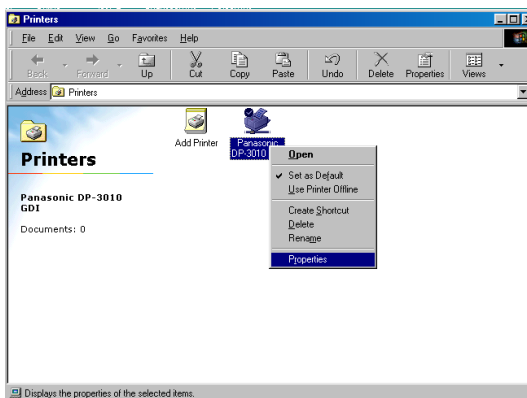 Printers
File Edit View Go Favorites Help
Back Forward Up Cut Copy Paste Undo Delete Properties Views
Address Printers
Printers
Panasonic DP-3010
GDI
Documents: 0
Add Printer
Panasonic
DP-3010
Open
Set as Default
Use Printer Offline
Create Shortcut
Delete
Rename
Properties
Displays the properties of the selected items.